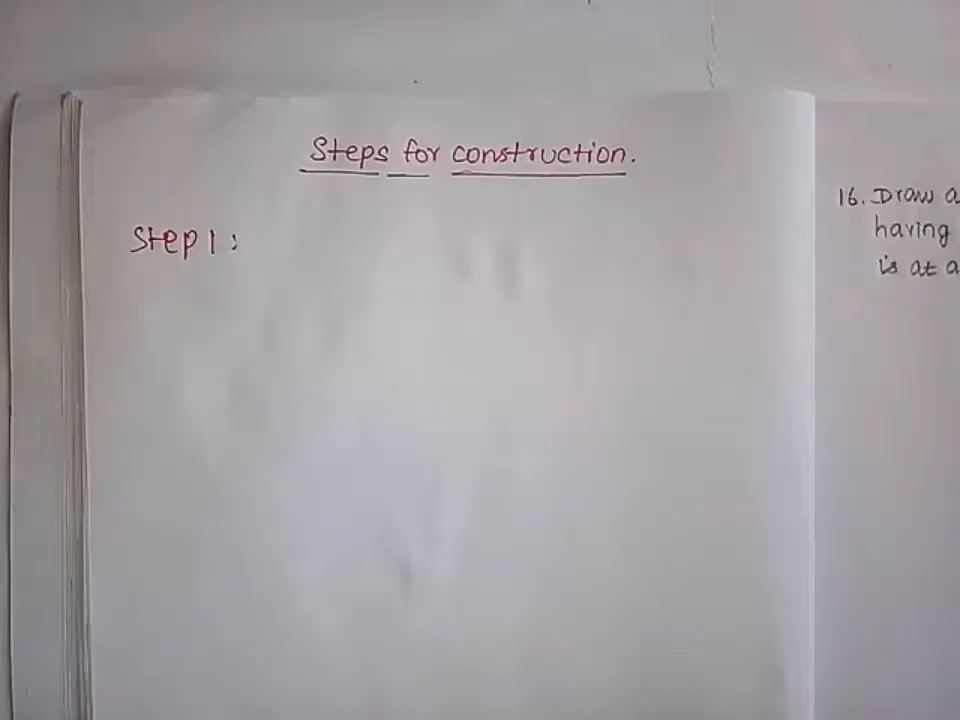 Steps for construction.
Step 1:
16. Draw a
having
is at a